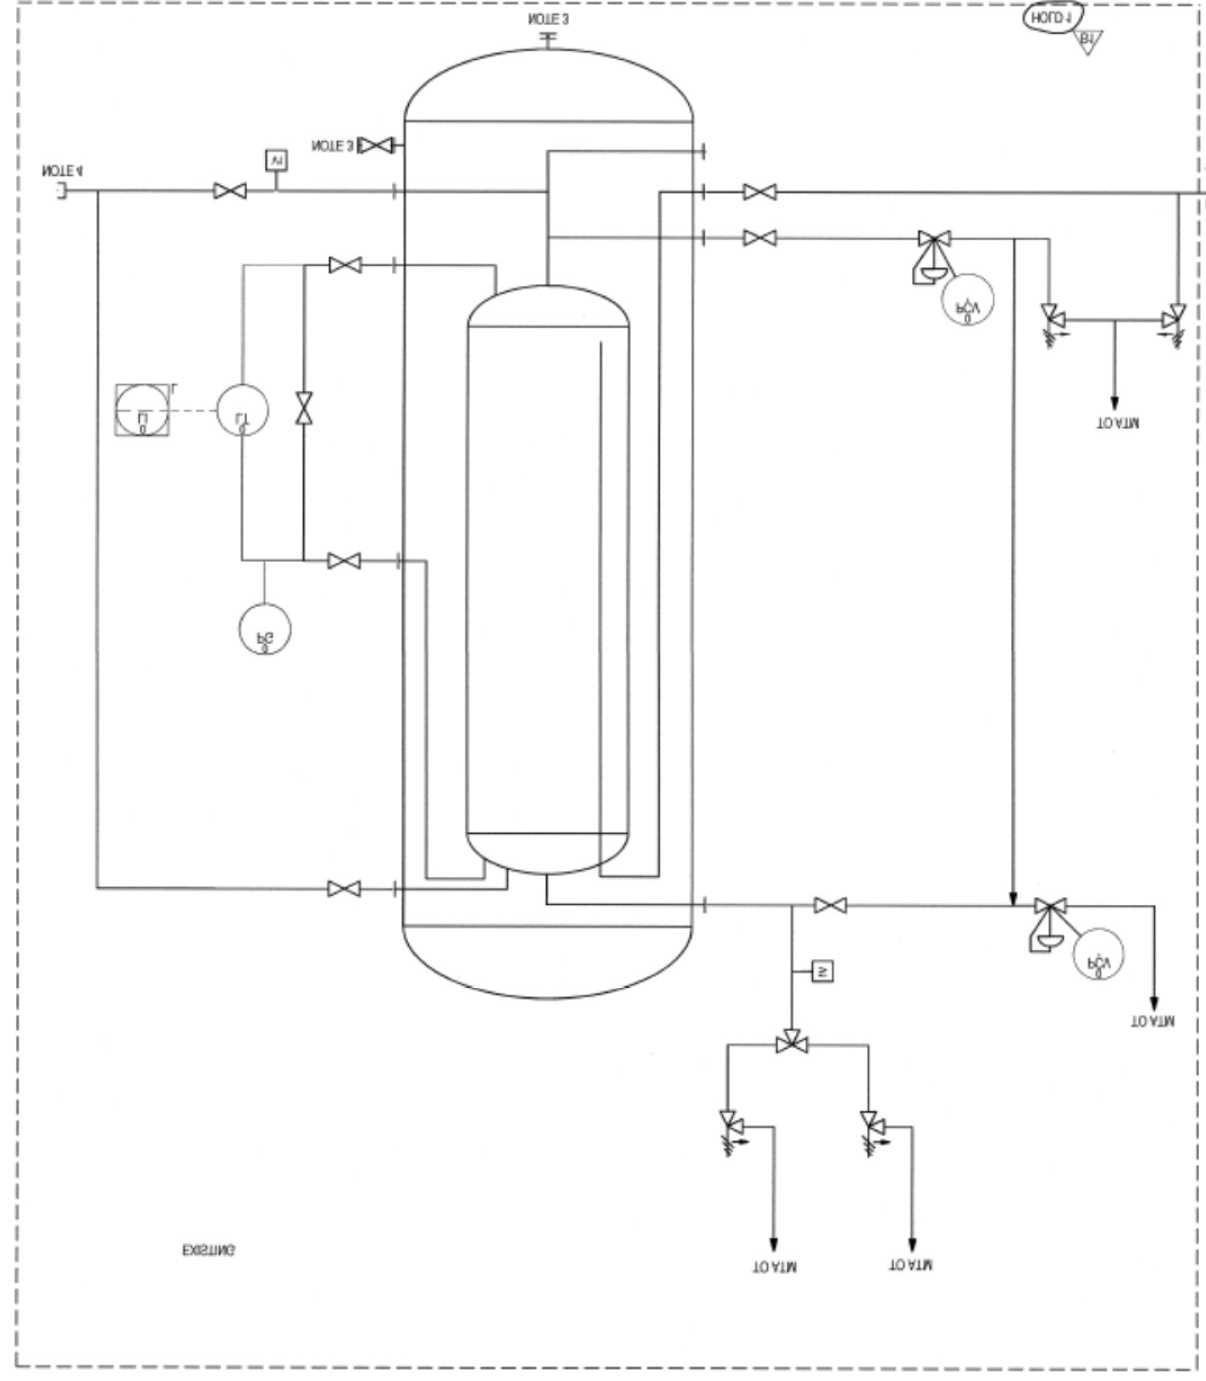 NOTE 3
HOLD 1
B1
NOTE 3
V1
NOTE 4
PCV
0
LI
0
L
LT
0
TO ATM
PG
0
PCV
0
TO ATM
EXISTING
TO ATM
TO ATM